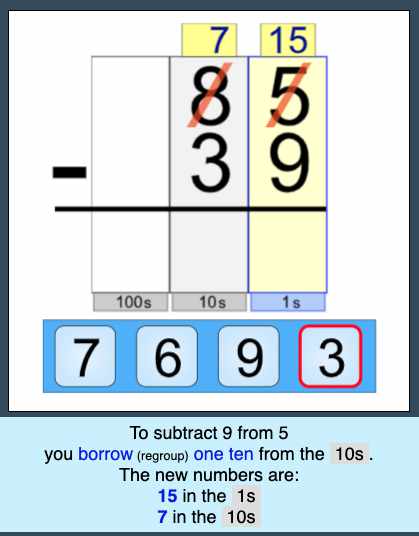 7 15
8 5
- 3 9
100s 10s 1s
7 6 9 3
To subtract 9 from 5
you borrow (regroup) one ten from the 10s .
The new numbers are:
15 in the 1s
7 in the 10s